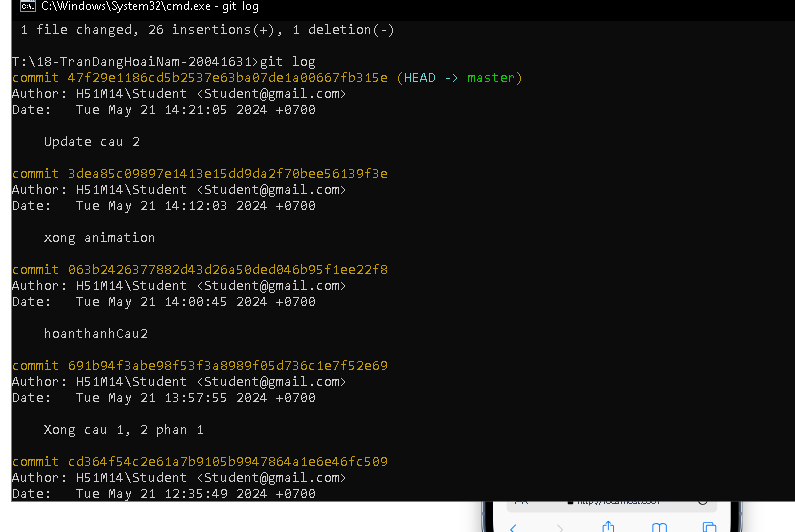 C:\Windows\System32\cmd.exe - git log
1 file changed, 26 insertions(+), 1 deletion(-)
T:\18-TranDangHoaiNam-20041631>git log
commit 47f29e1186cd5b2537e63ba07de1a00667fb315e (HEAD -> master)
Author: H51M14\Student <Student@gmail.com>
Date:   Tue May 21 14:21:05 2024 +0700
Update cau 2
commit 3dea85c09897e1413e15dd9da2f70bee56139f3e
Author: H51M14\Student <Student@gmail.com>
Date:   Tue May 21 14:12:03 2024 +0700
xong animation
commit 063b2426377882d43d26a50ded046b95f1ee22f8
Author: H51M14\Student <Student@gmail.com>
Date:   Tue May 21 14:00:45 2024 +0700
hoanthanhCau2
commit 691b94f3abe98f53f3a8989f05d736c1e7f52e69
Author: H51M14\Student <Student@gmail.com>
Date:   Tue May 21 13:57:55 2024 +0700
Xong cau 1, 2 phan 1
commit cd364f54c2e61a7b9105b9947864a1e6e46fc509
Author: H51M14\Student <Student@gmail.com>
Date:   Tue May 21 12:35:49 2024 +0700